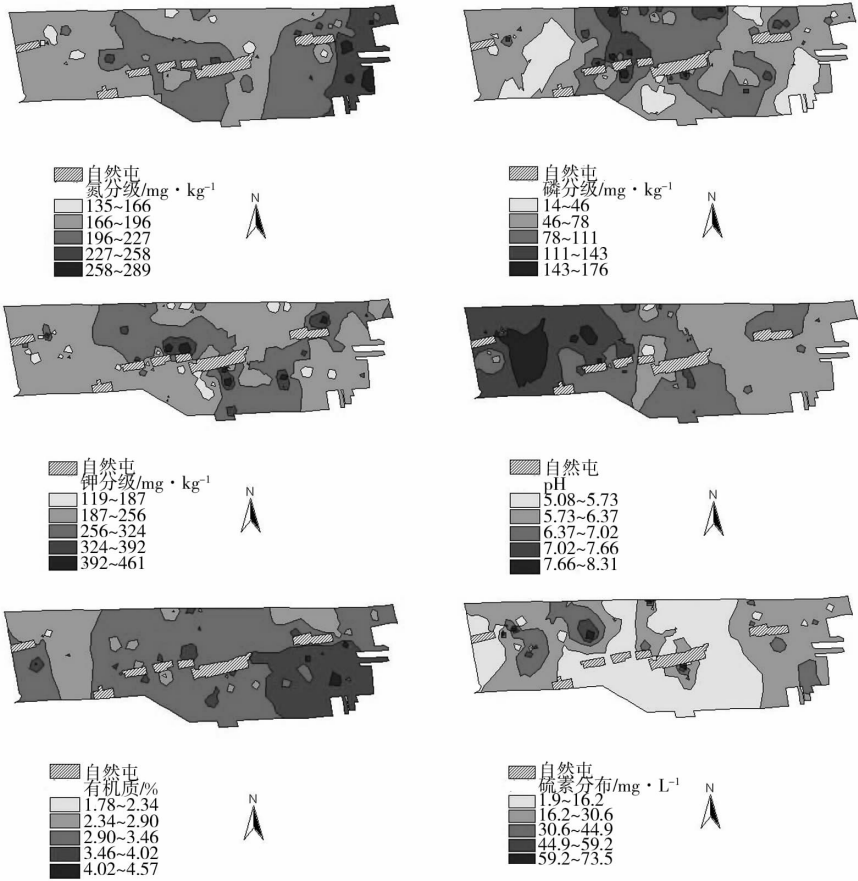 自然屯
氮分级/mg·kg⁻¹
135~166
166~196
196~227
227~258
258~289
N
自然屯
磷分级/mg·kg⁻¹
14~46
46~78
78~111
111~143
143~176
N
自然屯
钾分级/mg·kg⁻¹
119~187
187~256
256~324
324~392
392~461
N
自然屯
pH
5.08~5.73
5.73~6.37
6.37~7.02
7.02~7.66
7.66~8.31
N
自然屯
有机质/%
1.78~2.34
2.34~2.90
2.90~3.46
3.46~4.02
4.02~4.57
N
自然屯
硫素分布/mg·L⁻¹
1.9~16.2
16.2~30.6
30.6~44.9
44.9~59.2
59.2~73.5
N